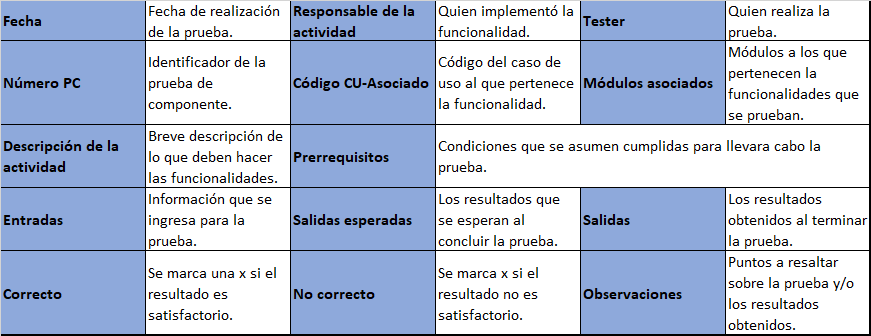 Fecha
Fecha de realización
de la prueba.
Responsable de la
actividad
Quien implementó la
funcionalidad.
Tester
Quien realiza la
prueba.
Número PC
Identificador de la
prueba de
componente.
Código CU-Asociado
Código del caso de
uso al que pertenece
la funcionalidad.
Módulos asociados
Módulos a los que
pertenecen la
funcionalidades que
se prueban.
Descripción de la
actividad
Breve descripción de
lo que deben hacer
las funcionalidades.
Prerrequisitos
Condiciones que se asumen cumplidas para llevara cabo la
prueba.
Entradas
Información que se
ingresa para la
prueba.
Salidas esperadas
Los resultados que
se esperan al
concluir la prueba.
Salidas
Los resultados
obtenidos al terminar
la prueba.
Correcto
Se marca una x si el
resultado es
satisfactorio.
No correcto
Se marca x si el
resultado no es
satisfactorio.
Observaciones
Puntos a resaltar
sobre la prueba y/o
los resultados
obtenidos.